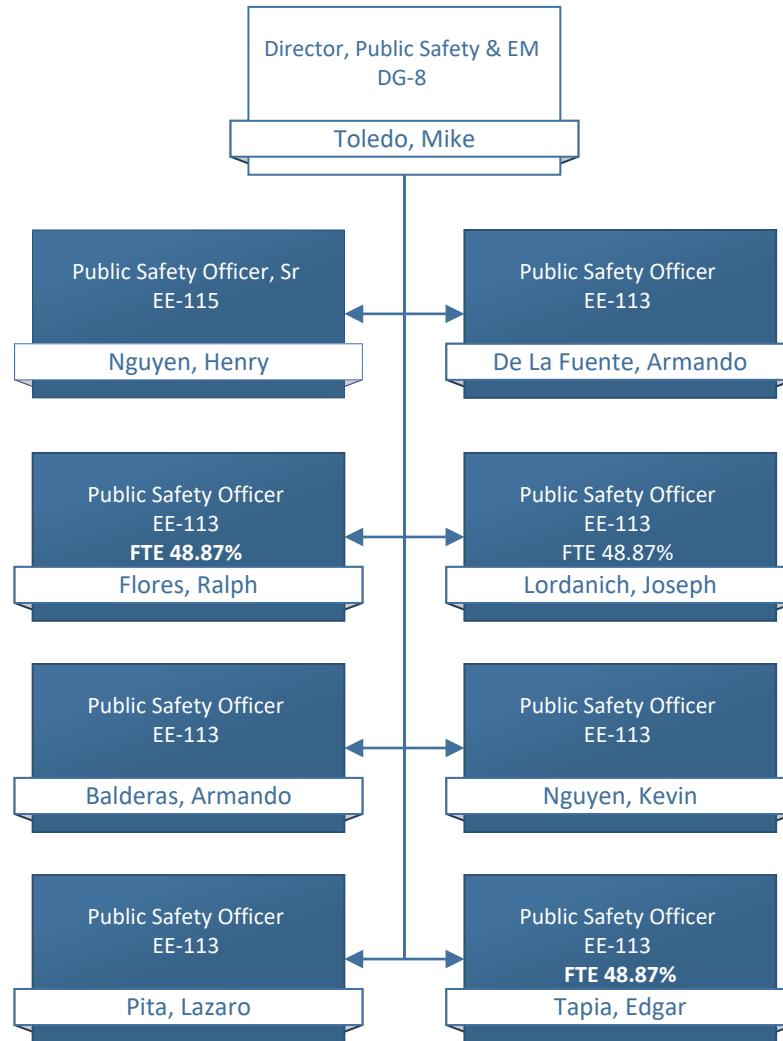 Director, Public Safety & EM
DG-8
Toledo, Mike
Public Safety Officer, Sr
EE-115
Nguyen, Henry
Public Safety Officer
EE-113
De La Fuente, Armando
Public Safety Officer
EE-113
FTE 48.87%
Flores, Ralph
Public Safety Officer
EE-113
FTE 48.87%
Lordanich, Joseph
Public Safety Officer
EE-113
Balderas, Armando
Public Safety Officer
EE-113
Nguyen, Kevin
Public Safety Officer
EE-113
Pita, Lazaro
Public Safety Officer
EE-113
FTE 48.87%
Tapia, Edgar